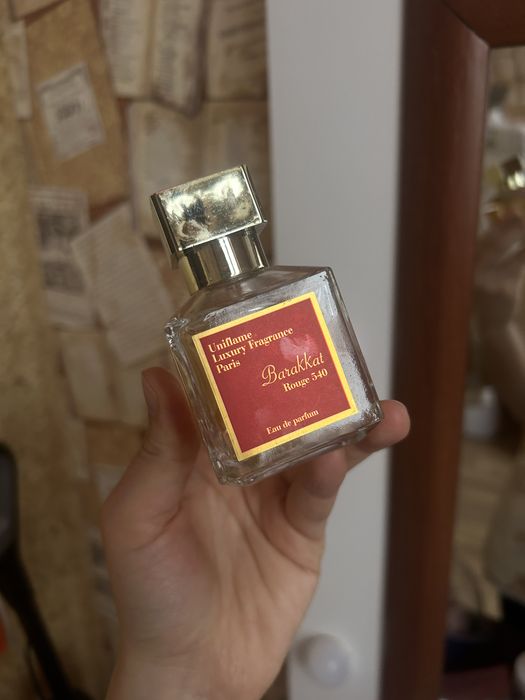 Uniflame
Luxury Fragrance
Paris
Barakkat
Rouge 540
Eau de parfum